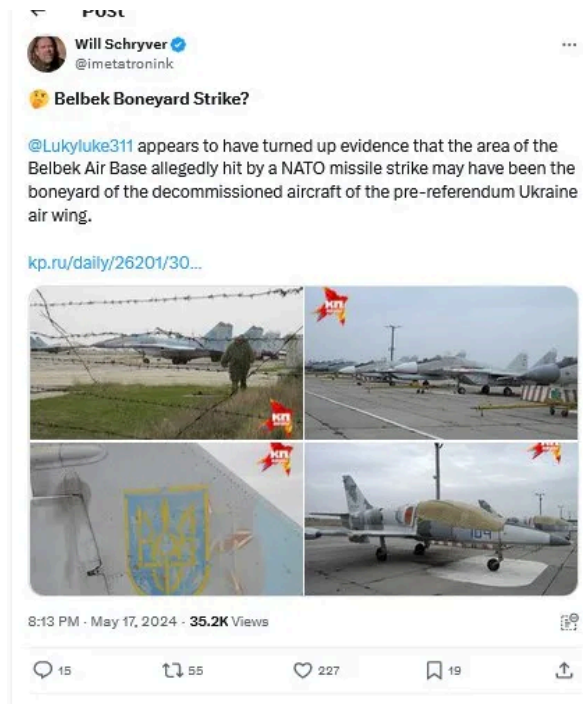 Post
Will Schryver
@imetatronink
Belbek Boneyard Strike?
@Lukyluke311 appears to have turned up evidence that the area of the
Belbek Air Base allegedly hit by a NATO missile strike may have been the
boneyard of the decommissioned aircraft of the pre-referendum Ukraine
air wing.
kp.ru/daily/26201/30...
КП
КП
КП
КП
104
8:13 PM · May 17, 2024 · 35.2K Views
15
55
227
19